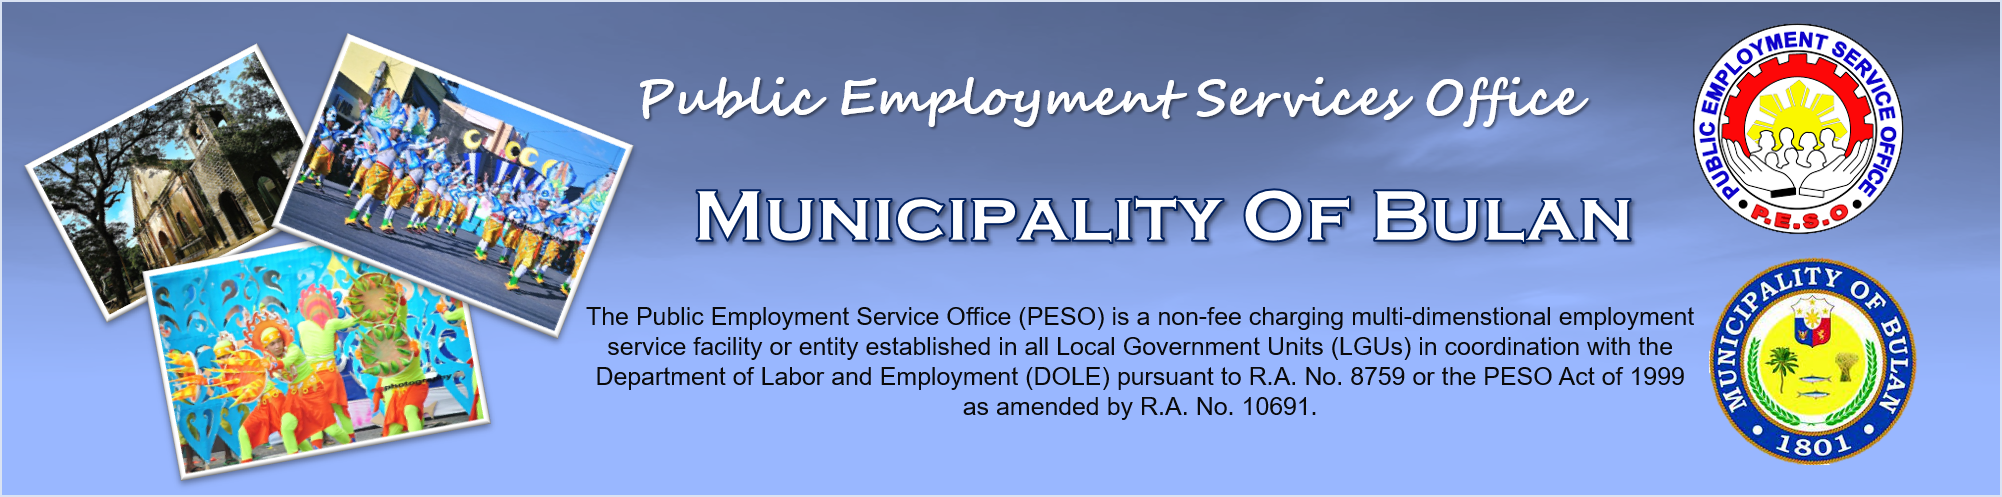 Public Employment Services Office
MUNICIPALITY OF BULAN
The Public Employment Service Office (PESO) is a non-fee charging multi-dimenstional employment
service facility or entity established in all Local Government Units (LGUs) in coordination with the
Department of Labor and Employment (DOLE) pursuant to R.A. No. 8759 or the PESO Act of 1999
as amended by R.A. No. 10691.
PUBLIC EMPLOYMENT SERVICE OFFICE
• P.E.S.O •
MUNICIPALITY OF BULAN
• 1801 •